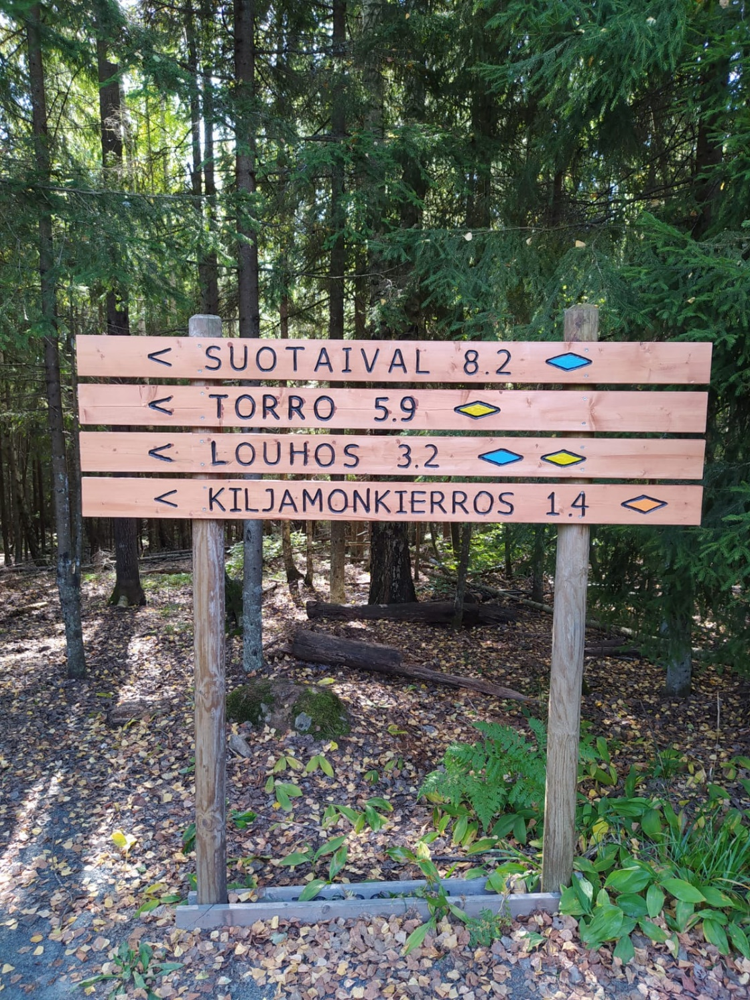 < SUOTAIVAL 8.2
< TORRO 5.9
< LOUHOS 3.2
< KILJAMONKIERROS 1.4